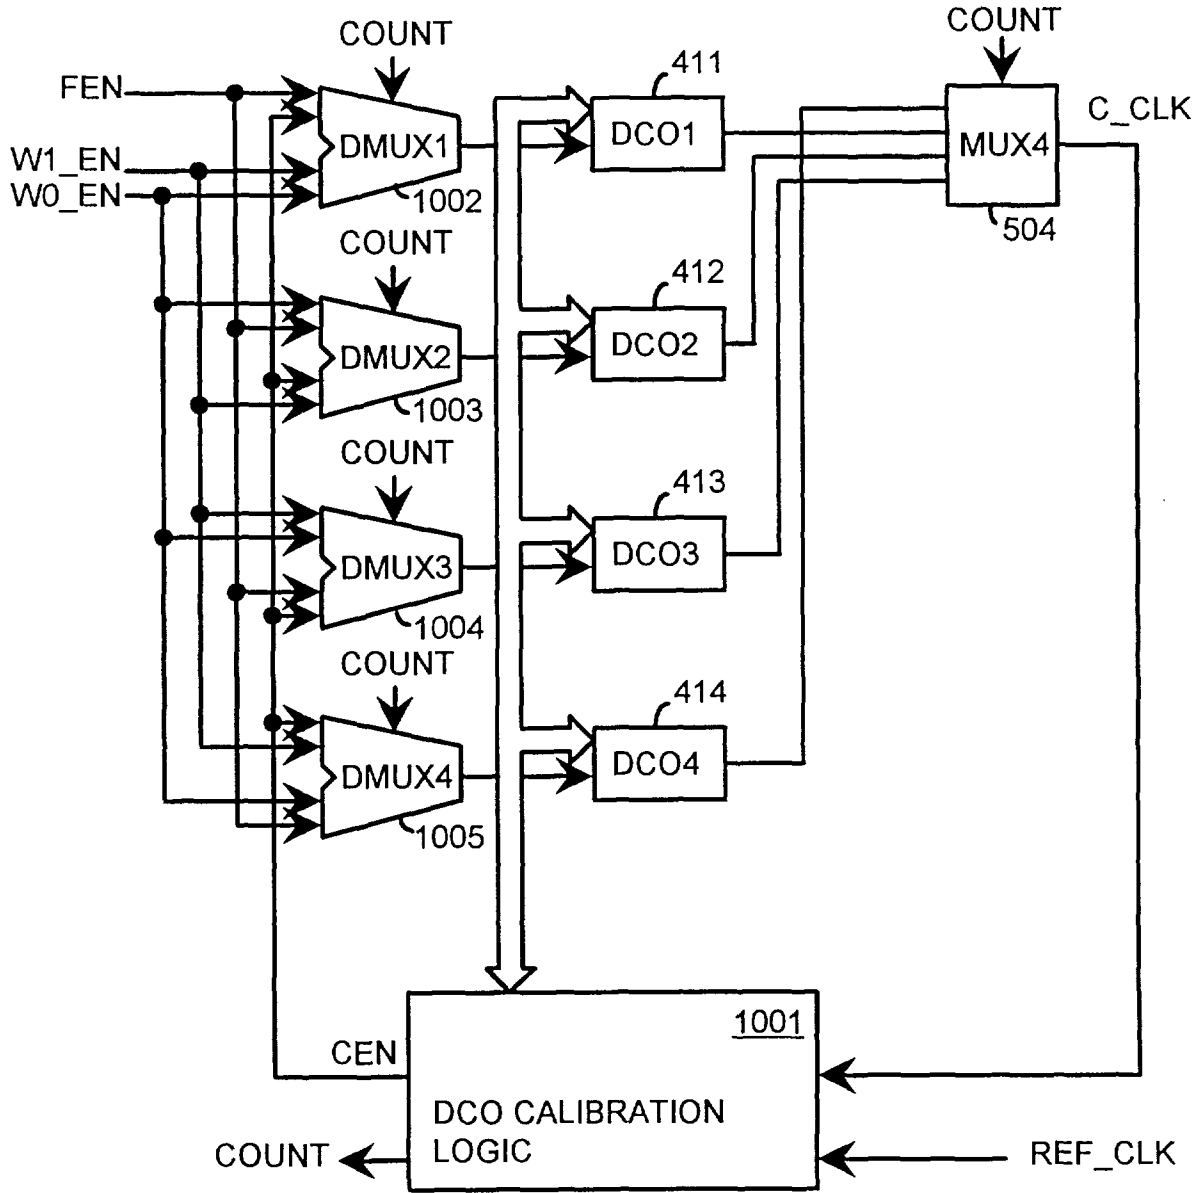 COUNT
COUNT
FEN
411
C_CLK
DMUX1
DCO1
MUX4
W1_EN
W0_EN
1002
504
COUNT
412
DMUX2
DCO2
1003
COUNT
413
DMUX3
DCO3
1004
COUNT
414
DMUX4
DCO4
1005
1001
CEN
DCO CALIBRATION
LOGIC
COUNT
REF_CLK